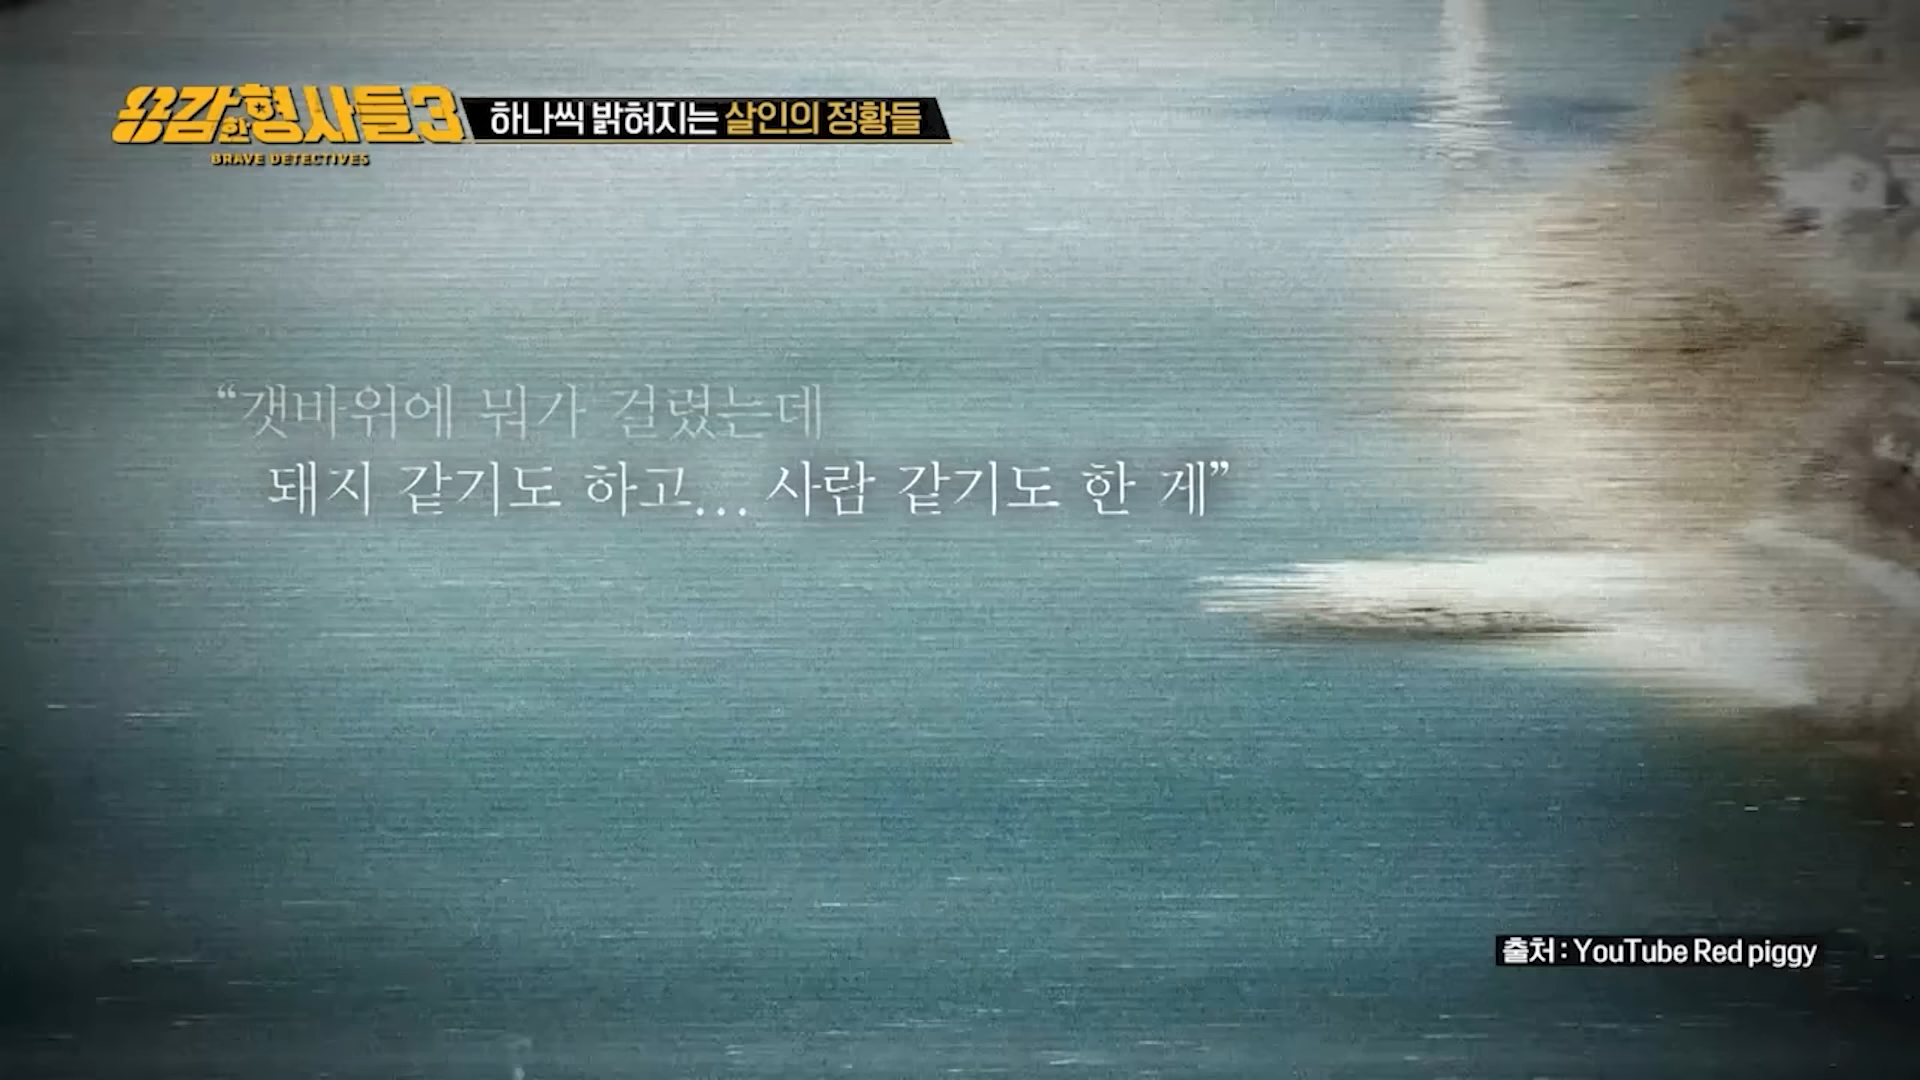 용감한형사들3
BRAVE DETECTIVES
하나씩 밝혀지는 살인의 정황들
“갯바위에 뭐가 걸렸는데
돼지 같기도 하고... 사람 같기도 한 게”
출처 : YouTube Red piggy